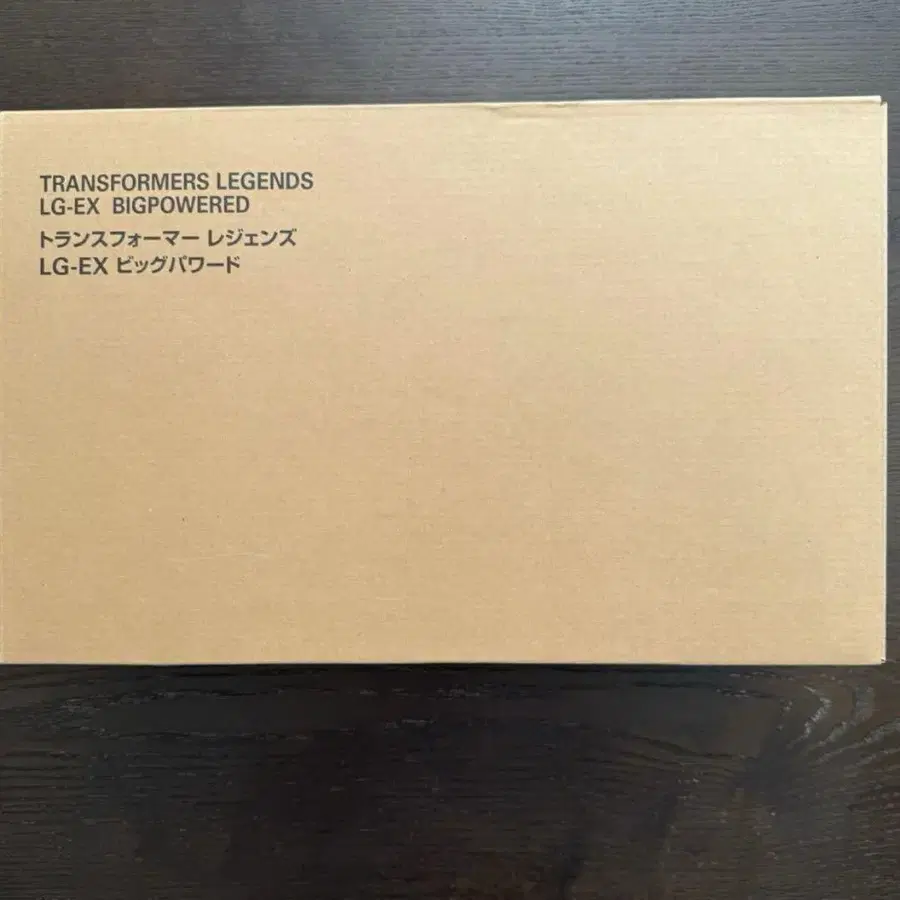 TRANSFORMERS LEGENDS
LG-EX BIGPOWERED
トランスフォーマー レジェンズ
LG-EX ビッグパワード